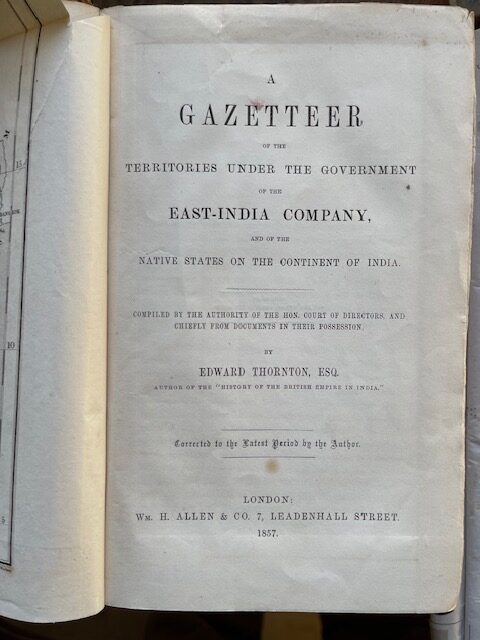 A
GAZETTEER
OF THE
TERRITORIES UNDER THE GOVERNMENT
OF THE
EAST-INDIA COMPANY,
AND OF THE
NATIVE STATES ON THE CONTINENT OF INDIA.
COMPILED BY THE AUTHORITY OF THE HON. COURT OF DIRECTORS, AND
CHIEFLY FROM DOCUMENTS IN THEIR POSSESSION,
BY
EDWARD THORNTON, ESQ.
AUTHOR OF THE "HISTORY OF THE BRITISH EMPIRE IN INDIA."
Corrected to the Latest Period by the Author.
LONDON:
WM. H. ALLEN & CO. 7, LEADENHALL STREET.
1857.
15
10
5